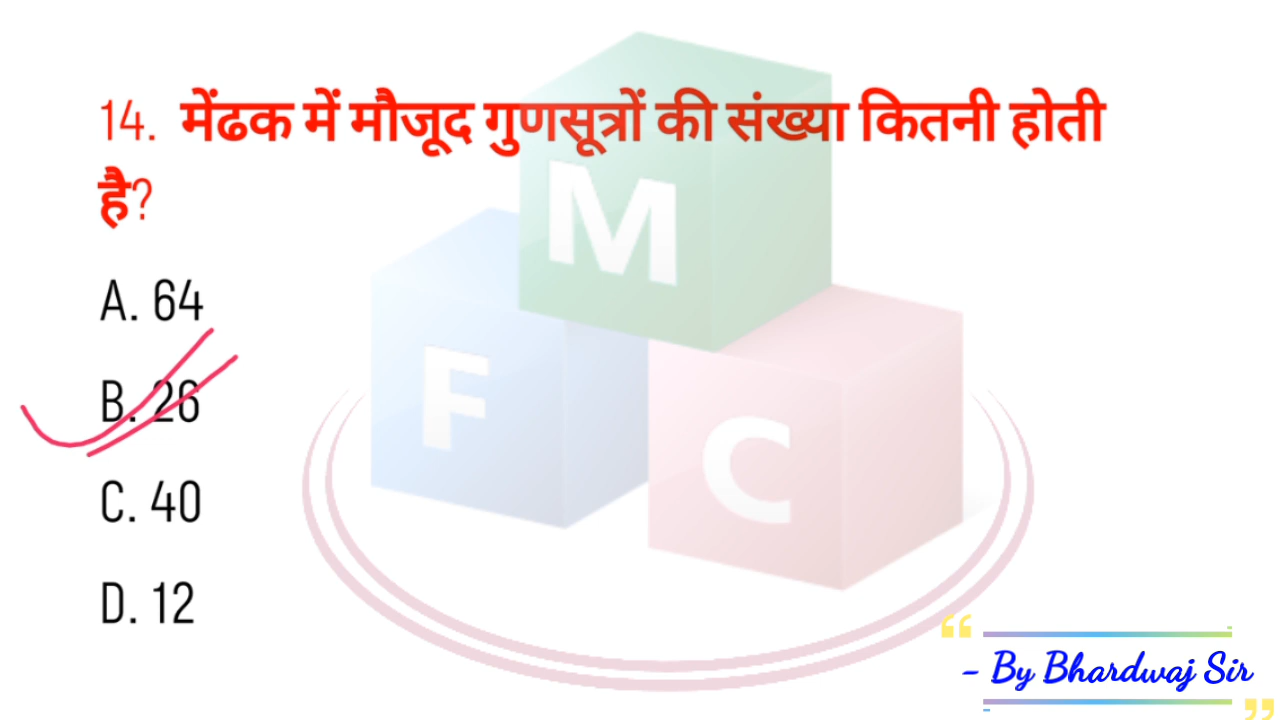 14. मेंढक में मौजूद गुणसूत्रों की संख्या कितनी होती
है?
A. 64
B. 26
C. 40
D. 12
M
F
C
“
- By Bhardwaj Sir
”